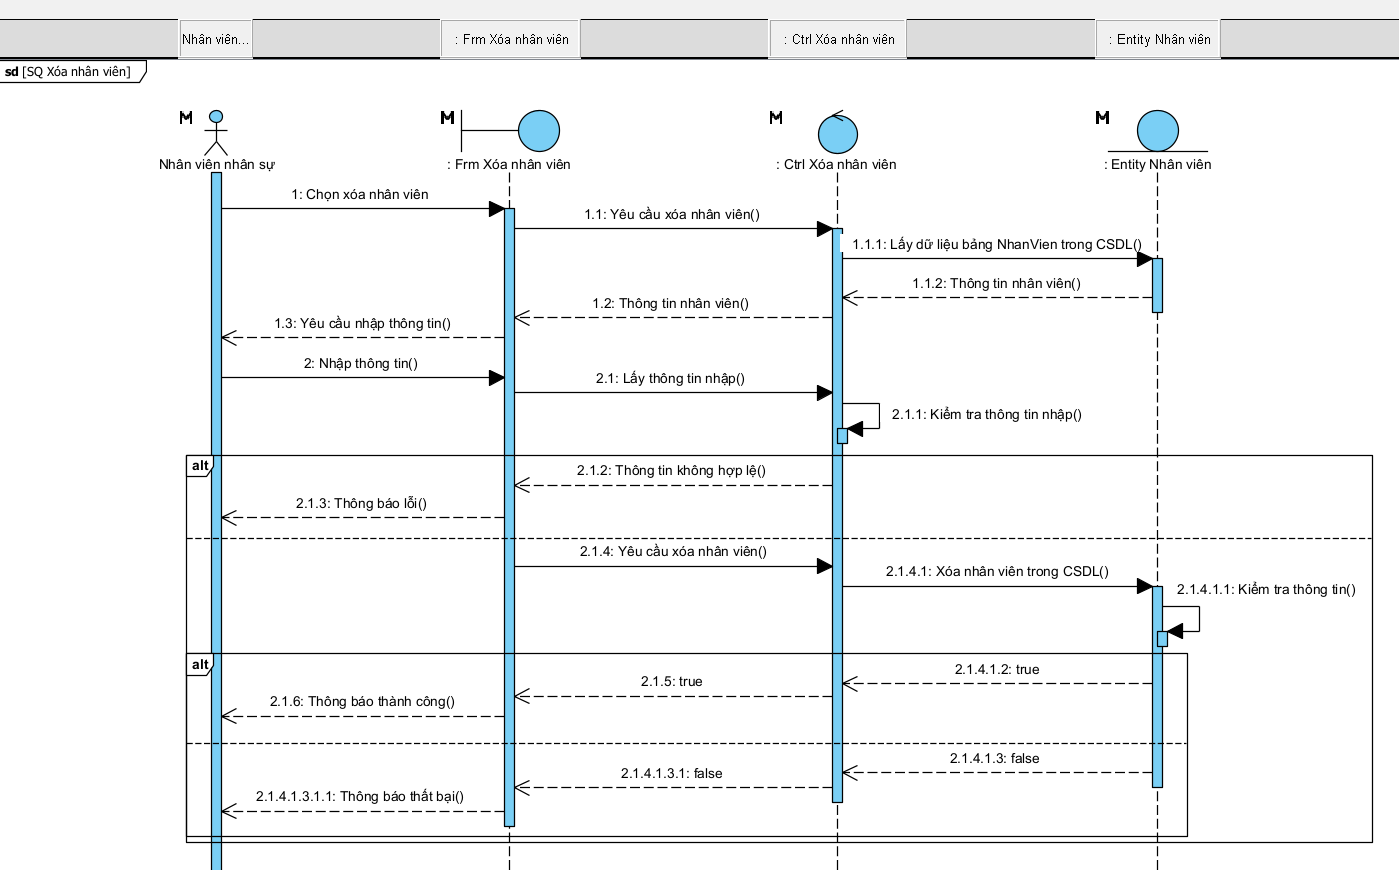 Nhân viên...
: Frm Xóa nhân viên
: Ctrl Xóa nhân viên
: Entity Nhân viên
sd [SQ Xóa nhân viên]
M
M
M
M
Nhân viên nhân sự
: Frm Xóa nhân viên
: Ctrl Xóa nhân viên
: Entity Nhân viên
1: Chọn xóa nhân viên
1.1: Yêu cầu xóa nhân viên()
1.1.1: Lấy dữ liệu bảng NhanVien trong CSDL()
1.1.2: Thông tin nhân viên()
1.2: Thông tin nhân viên()
1.3: Yêu cầu nhập thông tin()
2: Nhập thông tin()
2.1: Lấy thông tin nhập()
2.1.1: Kiểm tra thông tin nhập()
alt
2.1.2: Thông tin không hợp lệ()
2.1.3: Thông báo lỗi()
2.1.4: Yêu cầu xóa nhân viên()
2.1.4.1: Xóa nhân viên trong CSDL()
2.1.4.1.1: Kiểm tra thông tin()
alt
2.1.4.1.2: true
2.1.5: true
2.1.6: Thông báo thành công()
2.1.4.1.3: false
2.1.4.1.3.1: false
2.1.4.1.3.1.1: Thông báo thất bại()